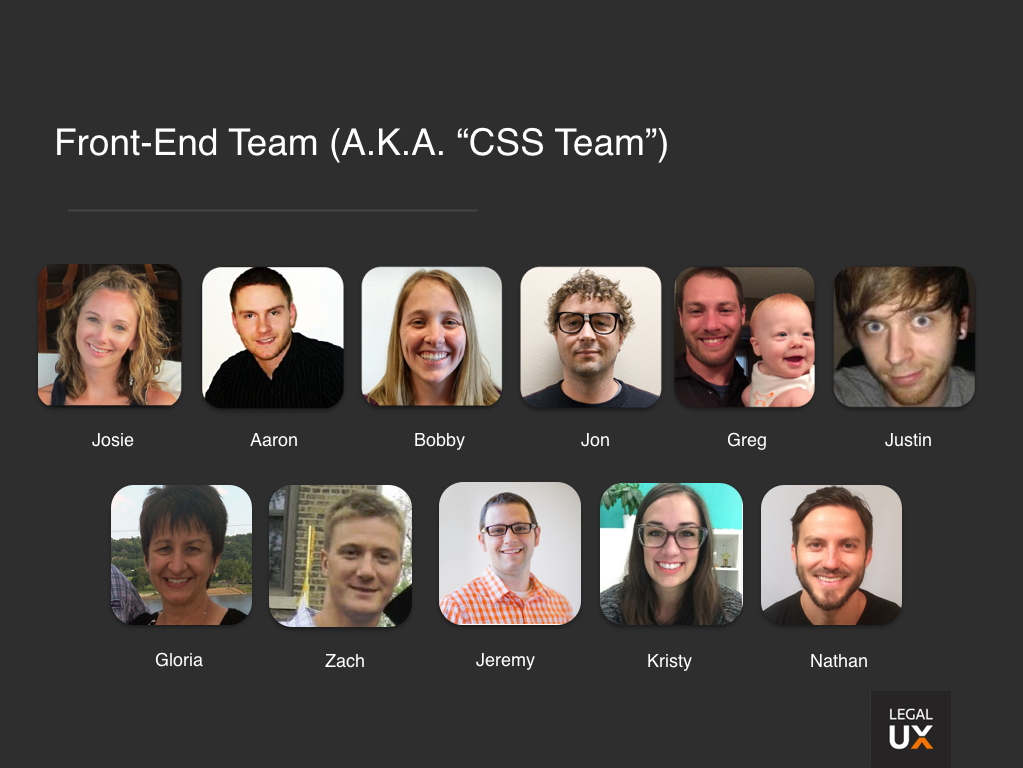 Front-End Team (A.K.A. “CSS Team”)
Josie
Aaron
Bobby
Jon
Greg
Justin
Gloria
Zach
Jeremy
Kristy
Nathan
LEGAL
UX